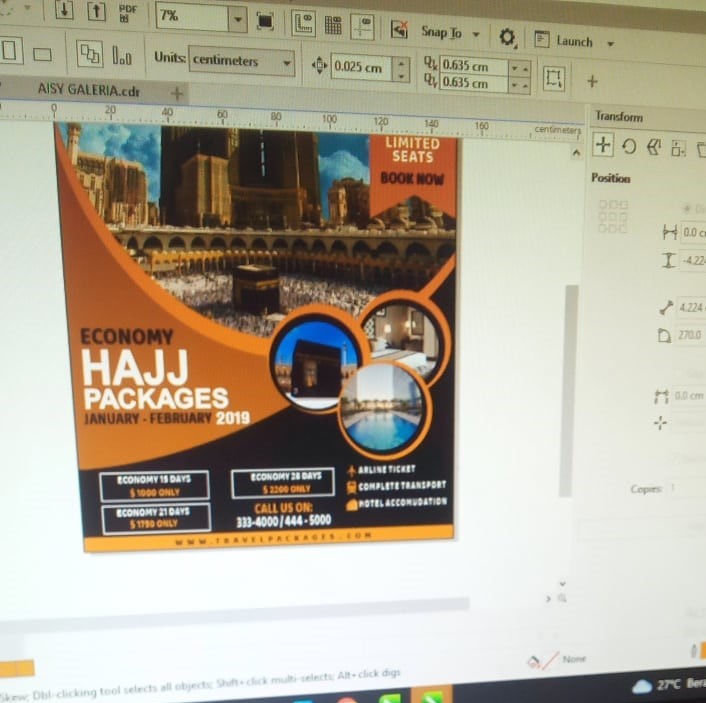 PDF
7%
Snap To
Launch
Units: centimeters
0.025 cm
0.635 cm
0.635 cm
AISY GALERIA.cdr
0 20 40 60 80 100 120 140 160 centimeters
Transform
Position
0.0 c
-4.22
4.224
270.0
0.0 cm
Copies: 1
LIMITED
SEATS
BOOK NOW
ECONOMY
HAJJ
PACKAGES
JANUARY - FEBRUARY 2019
ECONOMY 15 DAYS
$ 1000 ONLY
ECONOMY 28 DAYS
$ 2200 ONLY
ECONOMY 21 DAYS
$ 1790 ONLY
CALL US ON:
333-4000/444-5000
ARLINE TICKET
COMPLETE TRANSPORT
HOTEL ACCOMUDATION
WWW.TRAVELPACKAGES.COM
None
Skew; Dbl-clicking tool selects all objects; Shift+click multi-selects; Alt+click digs
27°C Bera